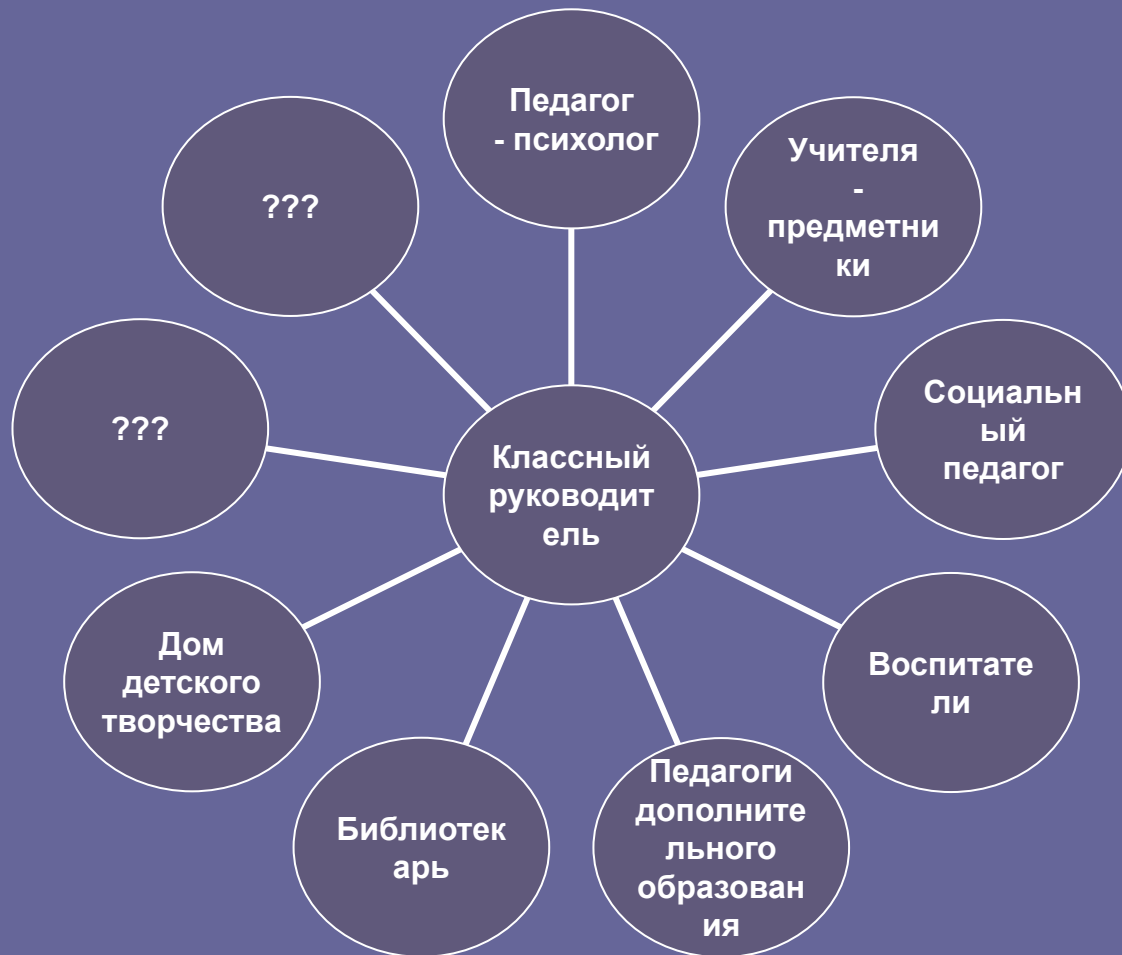 Педагог
- психолог
Учителя
-
предметни
ки
Социальн
ый
педагог
Воспитате
ли
Педагоги
дополните
льного
образован
ия
Библиотек
арь
Дом
детского
творчества
???
???
Классный
руководит
ель